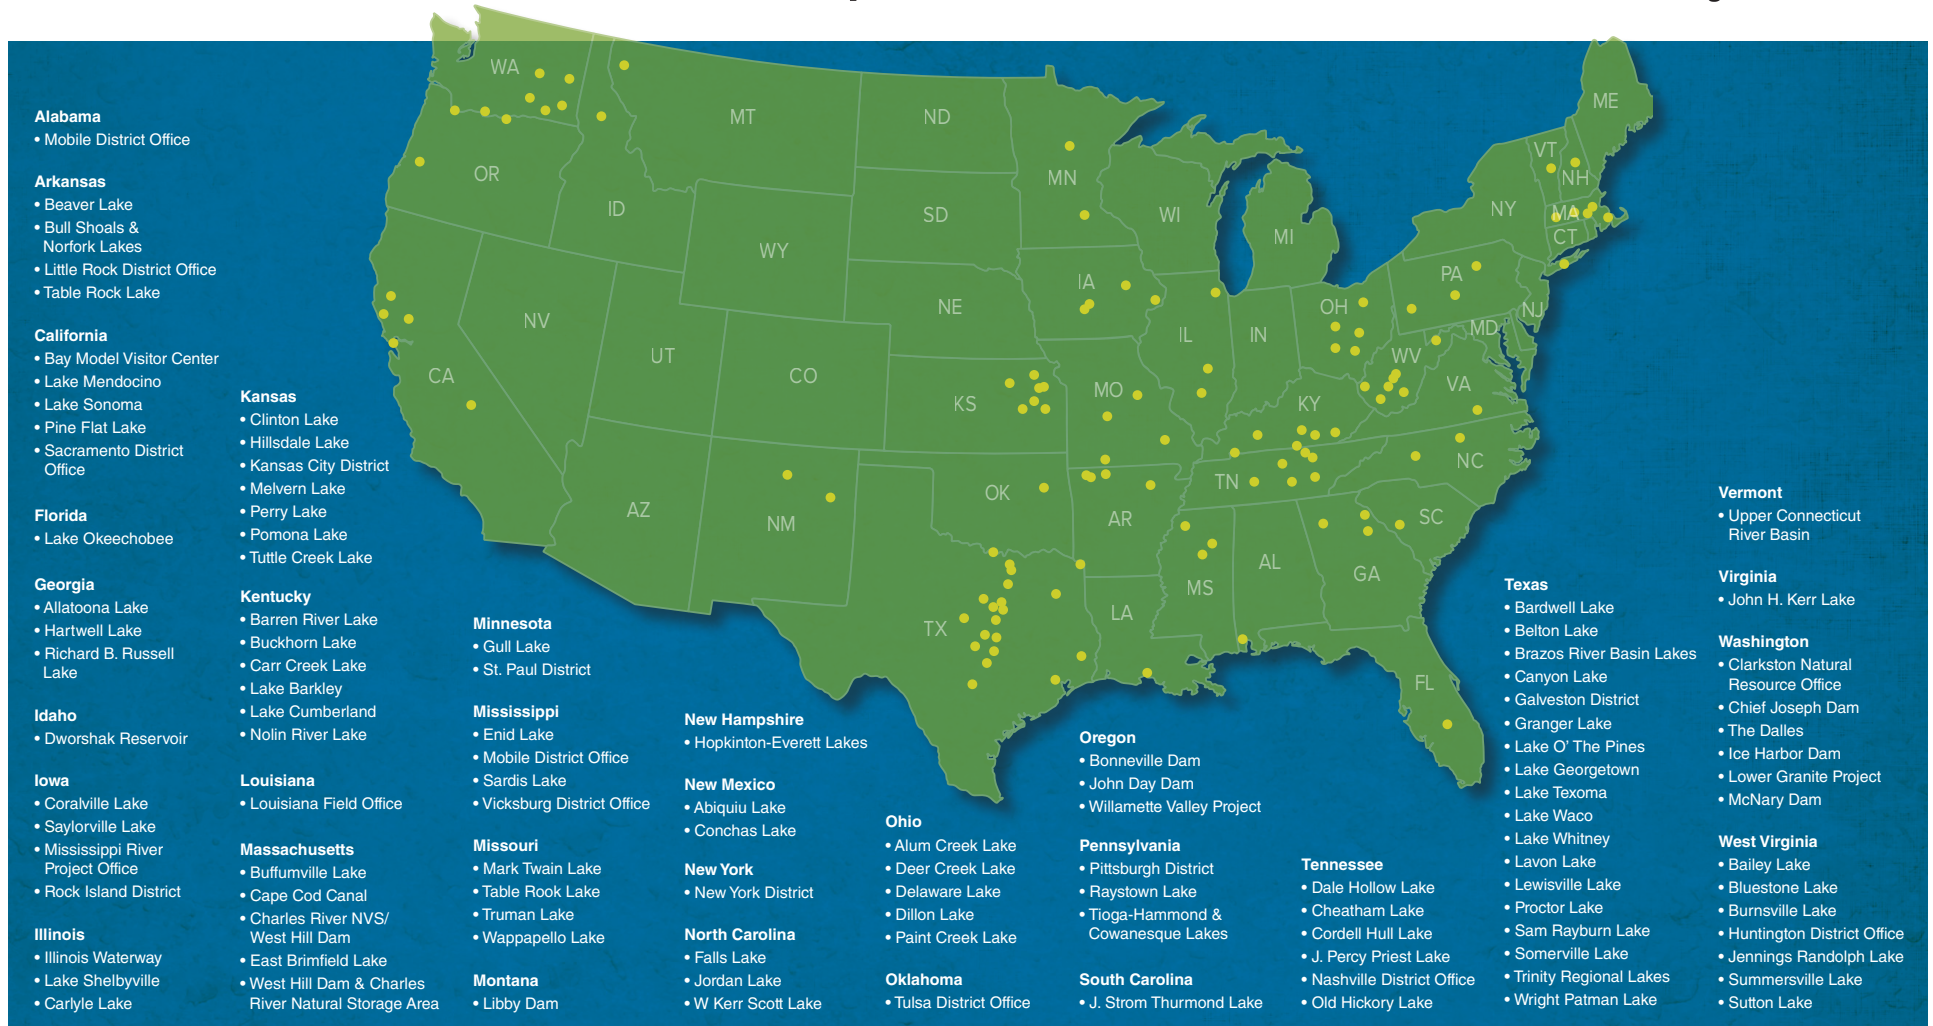 WA
MT
ND
MN
OR
ID
SD
WI
WY
MI
IA
NE
NV
UT
CO
CA
KS
MO
IL
IN
OH
KY
WV
VA
PA
NY
VT
NH
ME
MA
CT
NJ
MD
AZ
NM
OK
AR
TN
NC
SC
MS
AL
GA
TX
LA
FL
Alabama
• Mobile District Office
Arkansas
• Beaver Lake
• Bull Shoals &
Norfork Lakes
• Little Rock District Office
• Table Rock Lake
California
• Bay Model Visitor Center
• Lake Mendocino
• Lake Sonoma
• Pine Flat Lake
• Sacramento District
Office
Florida
• Lake Okeechobee
Georgia
• Allatoona Lake
• Hartwell Lake
• Richard B. Russell
Lake
Idaho
• Dworshak Reservoir
Iowa
• Coralville Lake
• Saylorville Lake
• Mississippi River
Project Office
• Rock Island District
Illinois
• Illinois Waterway
• Lake Shelbyville
• Carlyle Lake
Kansas
• Clinton Lake
• Hillsdale Lake
• Kansas City District
• Melvern Lake
• Perry Lake
• Pomona Lake
• Tuttle Creek Lake
Kentucky
• Barren River Lake
• Buckhorn Lake
• Carr Creek Lake
• Lake Barkley
• Lake Cumberland
• Nolin River Lake
Louisiana
• Louisiana Field Office
Massachusetts
• Buffumville Lake
• Cape Cod Canal
• Charles River NVS/
West Hill Dam
• East Brimfield Lake
• West Hill Dam & Charles
River Natural Storage Area
Minnesota
• Gull Lake
• St. Paul District
Mississippi
• Enid Lake
• Mobile District Office
• Sardis Lake
• Vicksburg District Office
Missouri
• Mark Twain Lake
• Table Rook Lake
• Truman Lake
• Wappapello Lake
Montana
• Libby Dam
New Hampshire
• Hopkinton-Everett Lakes
New Mexico
• Abiquiu Lake
• Conchas Lake
New York
• New York District
North Carolina
• Falls Lake
• Jordan Lake
• W Kerr Scott Lake
Ohio
• Alum Creek Lake
• Deer Creek Lake
• Delaware Lake
• Dillon Lake
• Paint Creek Lake
Oklahoma
• Tulsa District Office
Oregon
• Bonneville Dam
• John Day Dam
• Willamette Valley Project
Pennsylvania
• Pittsburgh District
• Raystown Lake
• Tioga-Hammond &
Cowanesque Lakes
South Carolina
• J. Strom Thurmond Lake
Tennessee
• Dale Hollow Lake
• Cheatham Lake
• Cordell Hull Lake
• J. Percy Priest Lake
• Nashville District Office
• Old Hickory Lake
Texas
• Bardwell Lake
• Belton Lake
• Brazos River Basin Lakes
• Canyon Lake
• Galveston District
• Granger Lake
• Lake O' The Pines
• Lake Georgetown
• Lake Texoma
• Lake Waco
• Lake Whitney
• Lavon Lake
• Lewisville Lake
• Proctor Lake
• Sam Rayburn Lake
• Somerville Lake
• Trinity Regional Lakes
• Wright Patman Lake
Vermont
• Upper Connecticut
River Basin
Virginia
• John H. Kerr Lake
Washington
• Clarkston Natural
Resource Office
• Chief Joseph Dam
• The Dalles
• Ice Harbor Dam
• Lower Granite Project
• McNary Dam
West Virginia
• Bailey Lake
• Bluestone Lake
• Burnsville Lake
• Huntington District Office
• Jennings Randolph Lake
• Summersville Lake
• Sutton Lake